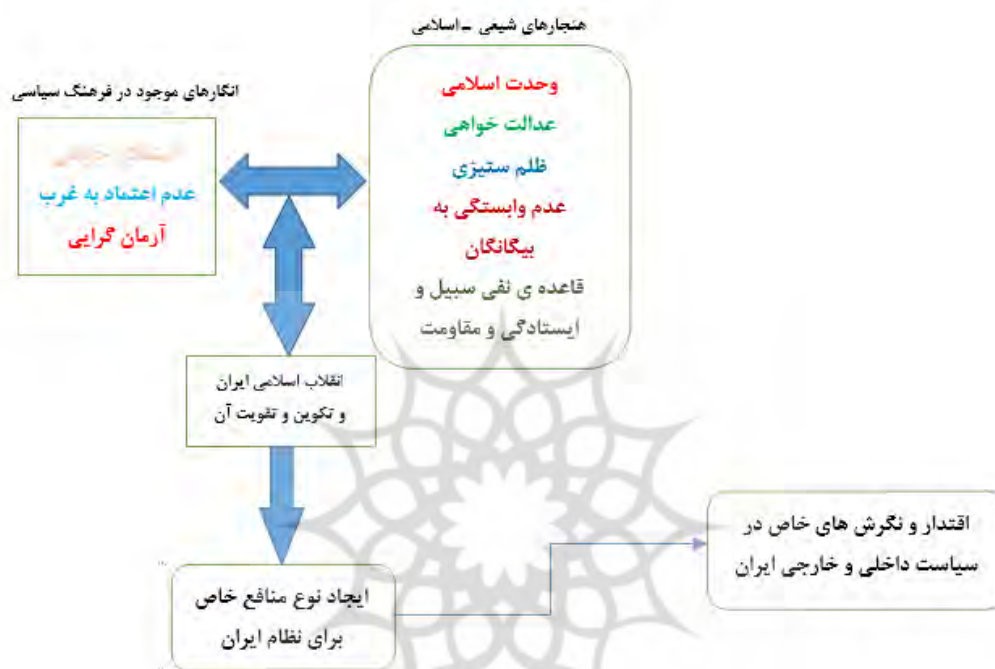 هنجارهای شیعی – اسلامی
وحدت اسلامی
عدالت خواهی
ظلم ستیزی
عدم وابستگی به
بیگانگان
قاعده ی نفی سبیل و
ایستادگی و مقاومت
انگارهای موجود در فرهنگ سیاسی
عدم اعتماد به غرب
آرمان گرایی
انقلاب اسلامی ایران
و تکوین و تقویت آن
ایجاد نوع منافع خاص
برای نظام ایران
اقتدار و نگرش های خاص در
سیاست داخلی و خارجی ایران